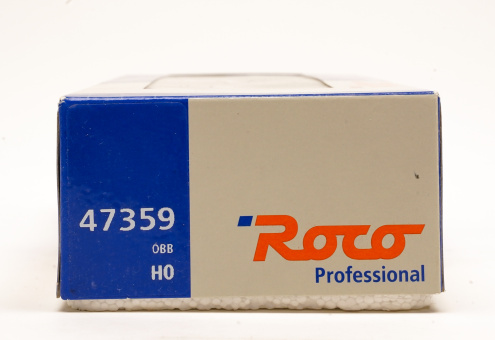 47359
ÖBB
H0
Roco
Professional